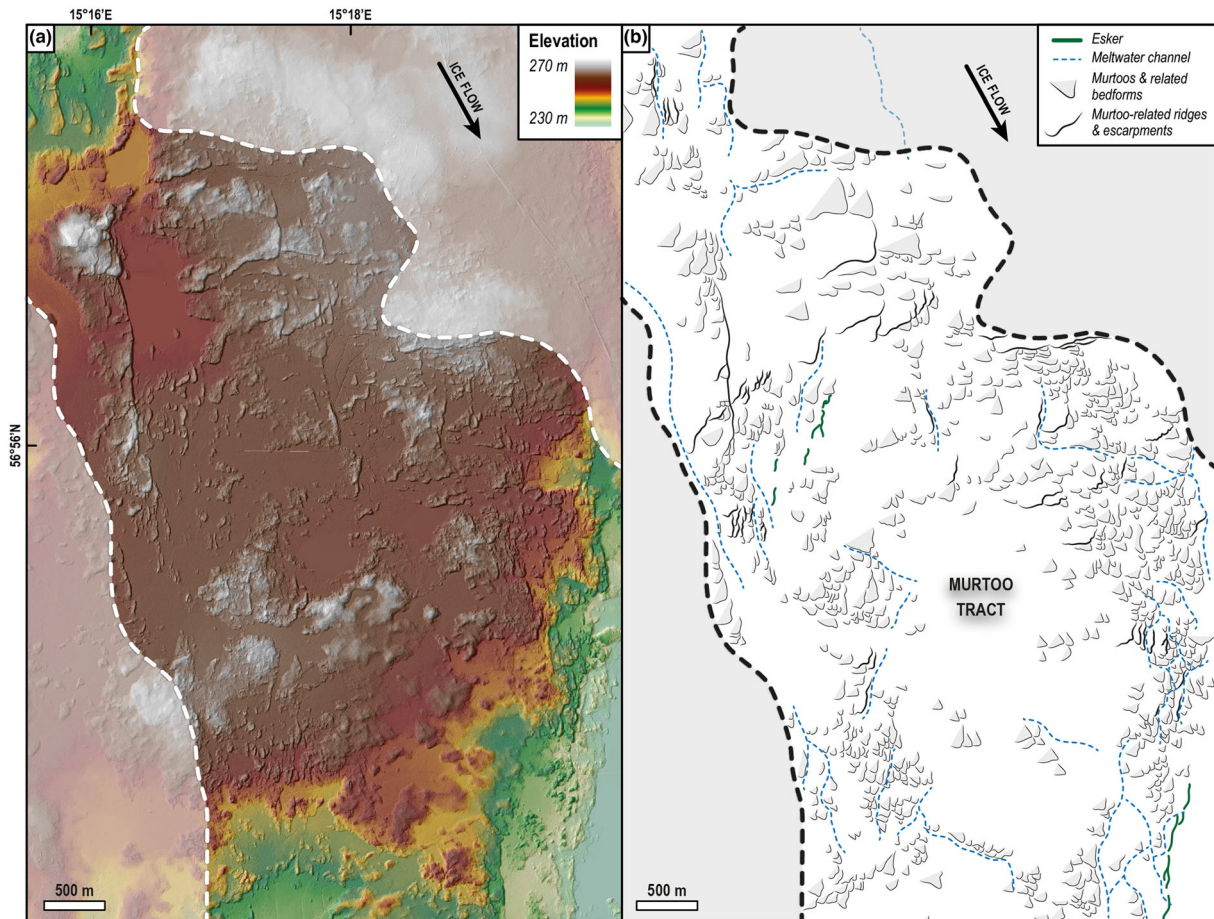 15°16’E
15°18’E
56°56’N
(a)
Elevation
270 m
230 m
ICE FLOW
500 m
(b)
Esker
Meltwater channel
Murtoos & related
bedforms
Murtoo-related ridges
& escarpments
ICE FLOW
MURTOO
TRACT
500 m